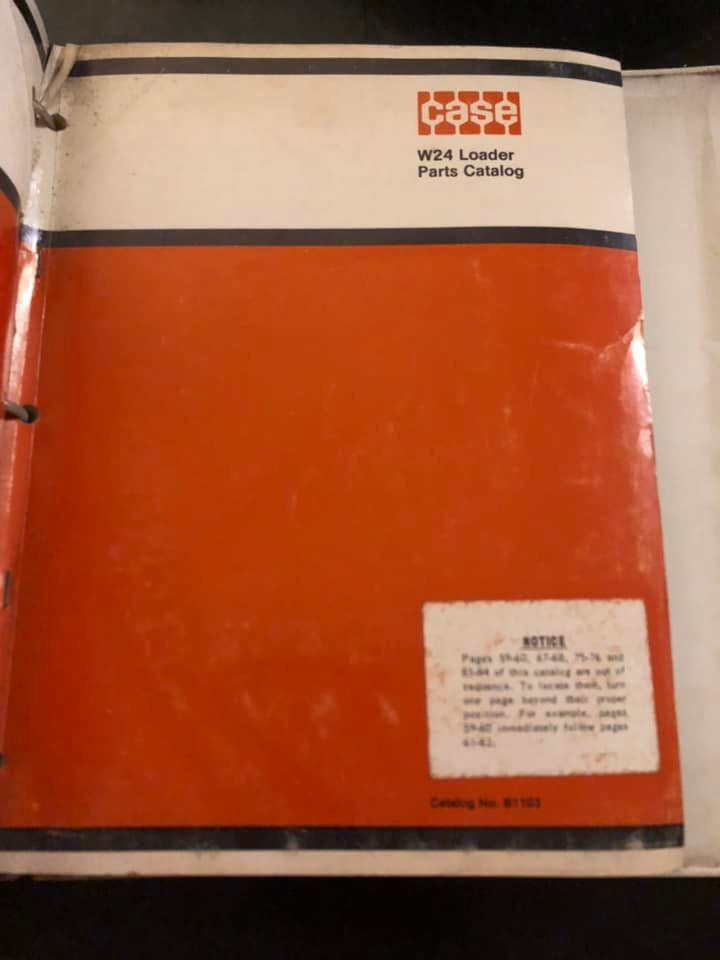 case
W24 Loader
Parts Catalog
NOTICE
Pages 59-60, 67-68, 75-76 and
83-84 of this catalog are out of
sequence. To locate them, turn
one page beyond their proper
position. For example, pages
59-60 immediately follow pages
61-62.
Catalog No. B1103